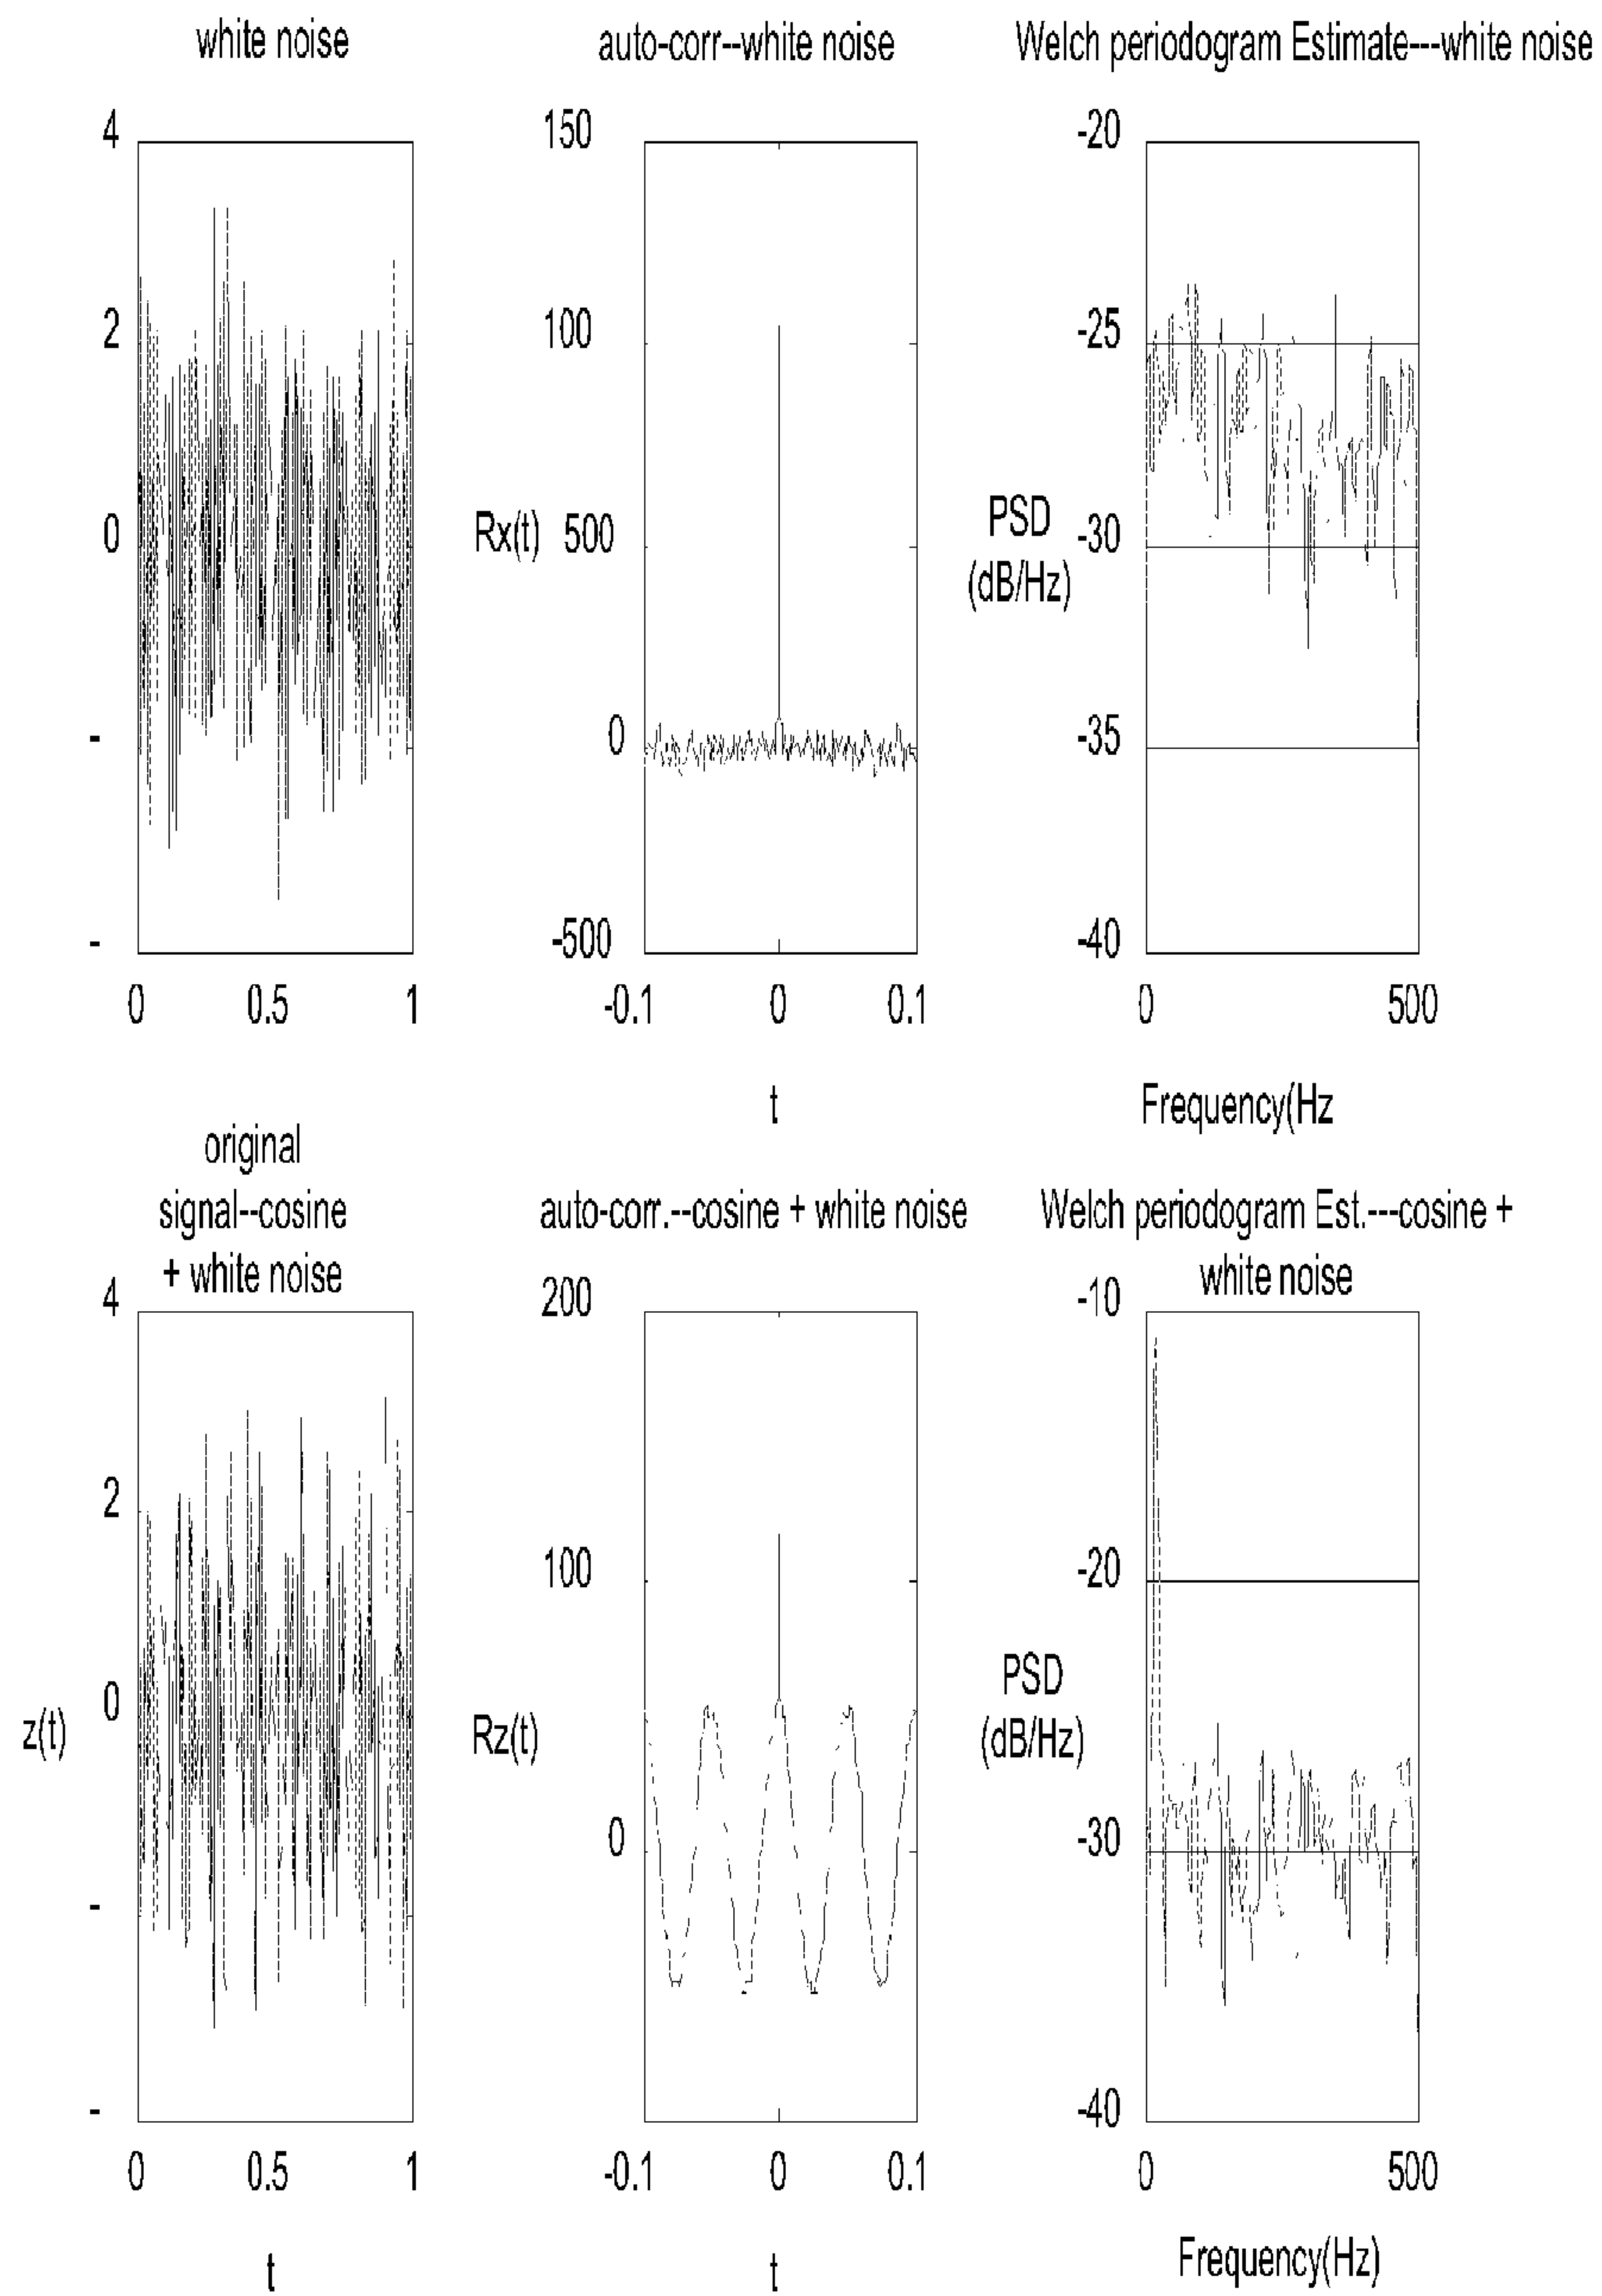 white noise
auto-corr--white noise
Welch periodogram Estimate---white noise
4
2
0
-
-
0
0.5
1
150
100
Rx(t)
500
0
-500
-0.1
0
0.1
t
-20
-25
PSD
(dB/Hz)
-30
-35
-40
0
500
Frequency(Hz
original
signal--cosine
+ white noise
auto-corr.--cosine + white noise
Welch periodogram Est.---cosine +
white noise
4
2
0
z(t)
-
-
0
0.5
1
t
200
100
Rz(t)
0
-0.1
0
0.1
t
-10
-20
PSD
(dB/Hz)
-30
-40
0
500
Frequency(Hz)